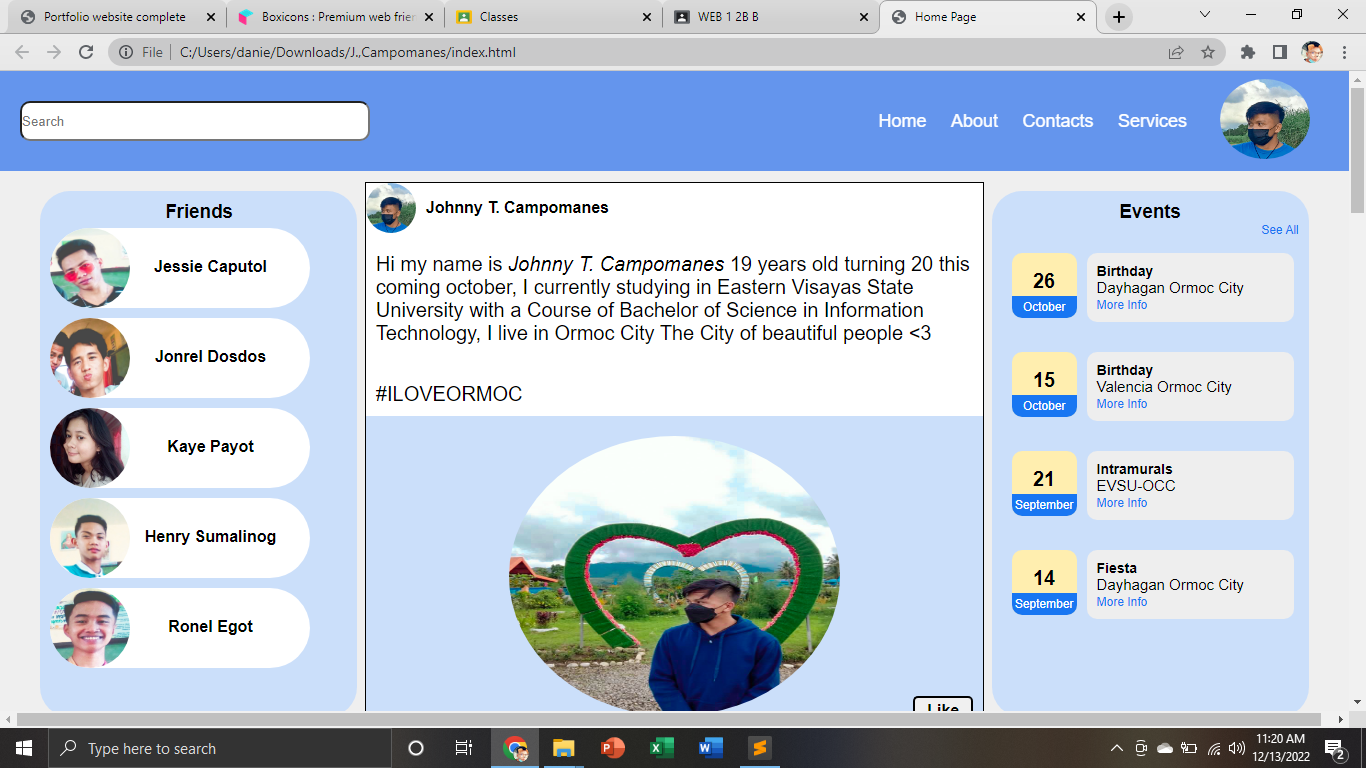 Portfolio website complete
Boxicons : Premium web frier
Classes
WEB 1 2B B
Home Page
File
C:/Users/danie/Downloads/J.,Campomanes/index.html
Search
Home
About
Contacts
Services
Friends
Jessie Caputol
Jonrel Dosdos
Kaye Payot
Henry Sumalinog
Ronel Egot
Johnny T. Campomanes
Hi my name is Johnny T. Campomanes 19 years old turning 20 this
coming october, I currently studying in Eastern Visayas State
University with a Course of Bachelor of Science in Information
Technology, I live in Ormoc City The City of beautiful people <3
#ILOVEORMOC
Like
Events
See All
26
October
Birthday
Dayhagan Ormoc City
More Info
15
October
Birthday
Valencia Ormoc City
More Info
21
September
Intramurals
EVSU-OCC
More Info
14
September
Fiesta
Dayhagan Ormoc City
More Info
Type here to search
11:20 AM
12/13/2022
2